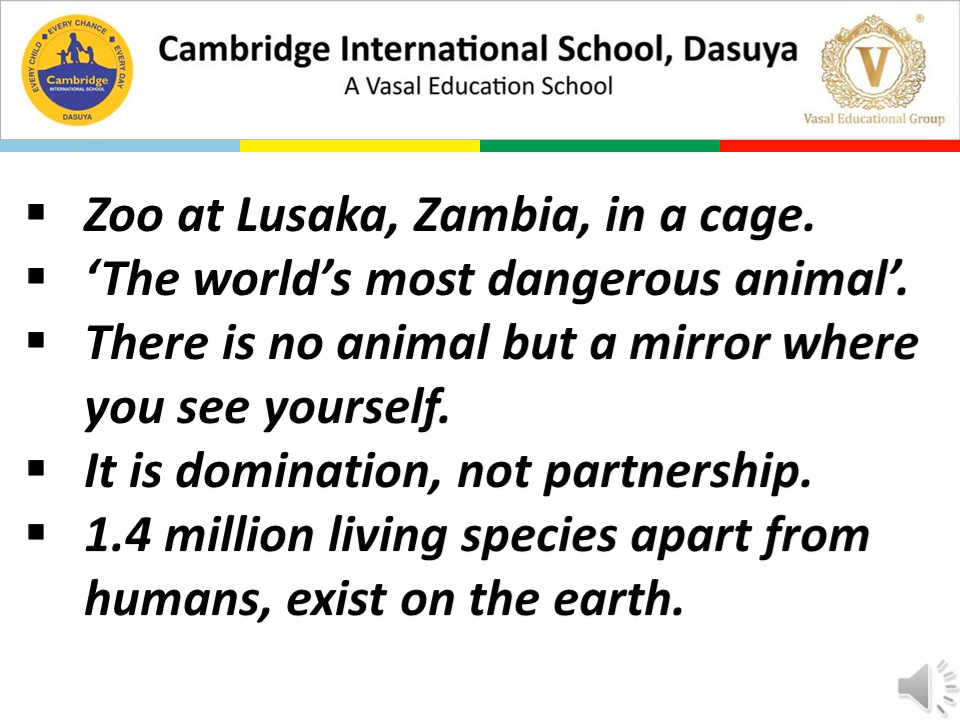 EVERY CHILD • EVERY CHANCE • EVERY DAY
Cambridge
INTERNATIONAL SCHOOL
DASUYA
Cambridge International School, Dasuya
A Vasal Education School
V
®
Vasal Educational Group
▪ Zoo at Lusaka, Zambia, in a cage.
▪ ‘The world’s most dangerous animal’.
▪ There is no animal but a mirror where
you see yourself.
▪ It is domination, not partnership.
▪ 1.4 million living species apart from
humans, exist on the earth.